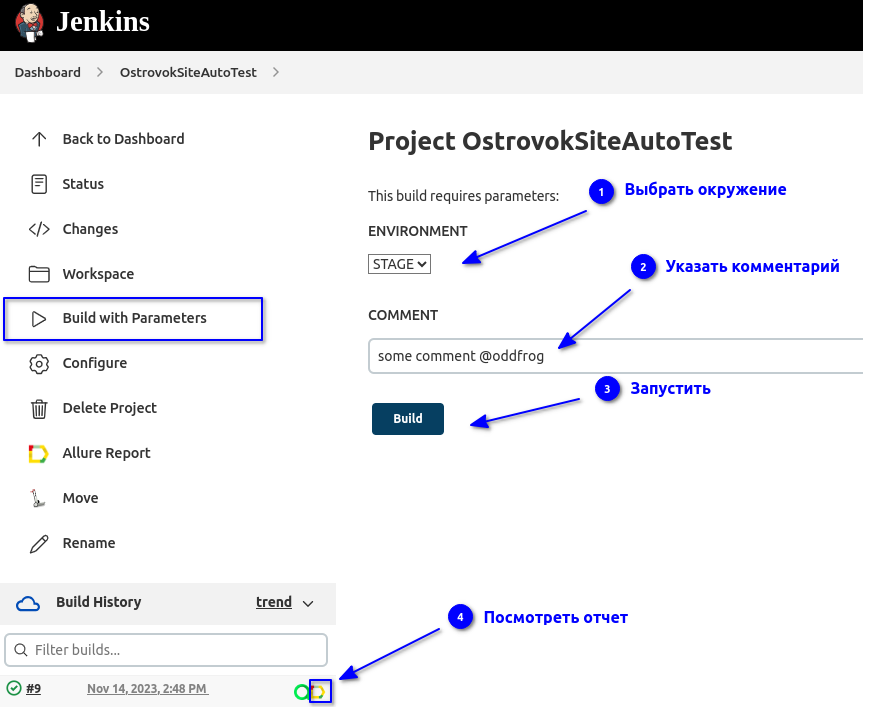 Jenkins
Dashboard
OstrovokSiteAutoTest
Back to Dashboard
Status
Changes
Workspace
Build with Parameters
Configure
Delete Project
Allure Report
Move
Rename
Build History
trend
Filter builds...
#9
Nov 14, 2023, 2:48 PM
Project OstrovokSiteAutoTest
This build requires parameters:
1 Выбрать окружение
ENVIRONMENT
STAGE
2 Указать комментарий
COMMENT
some comment @oddfrog
3 Запустить
Build
4 Посмотреть отчет